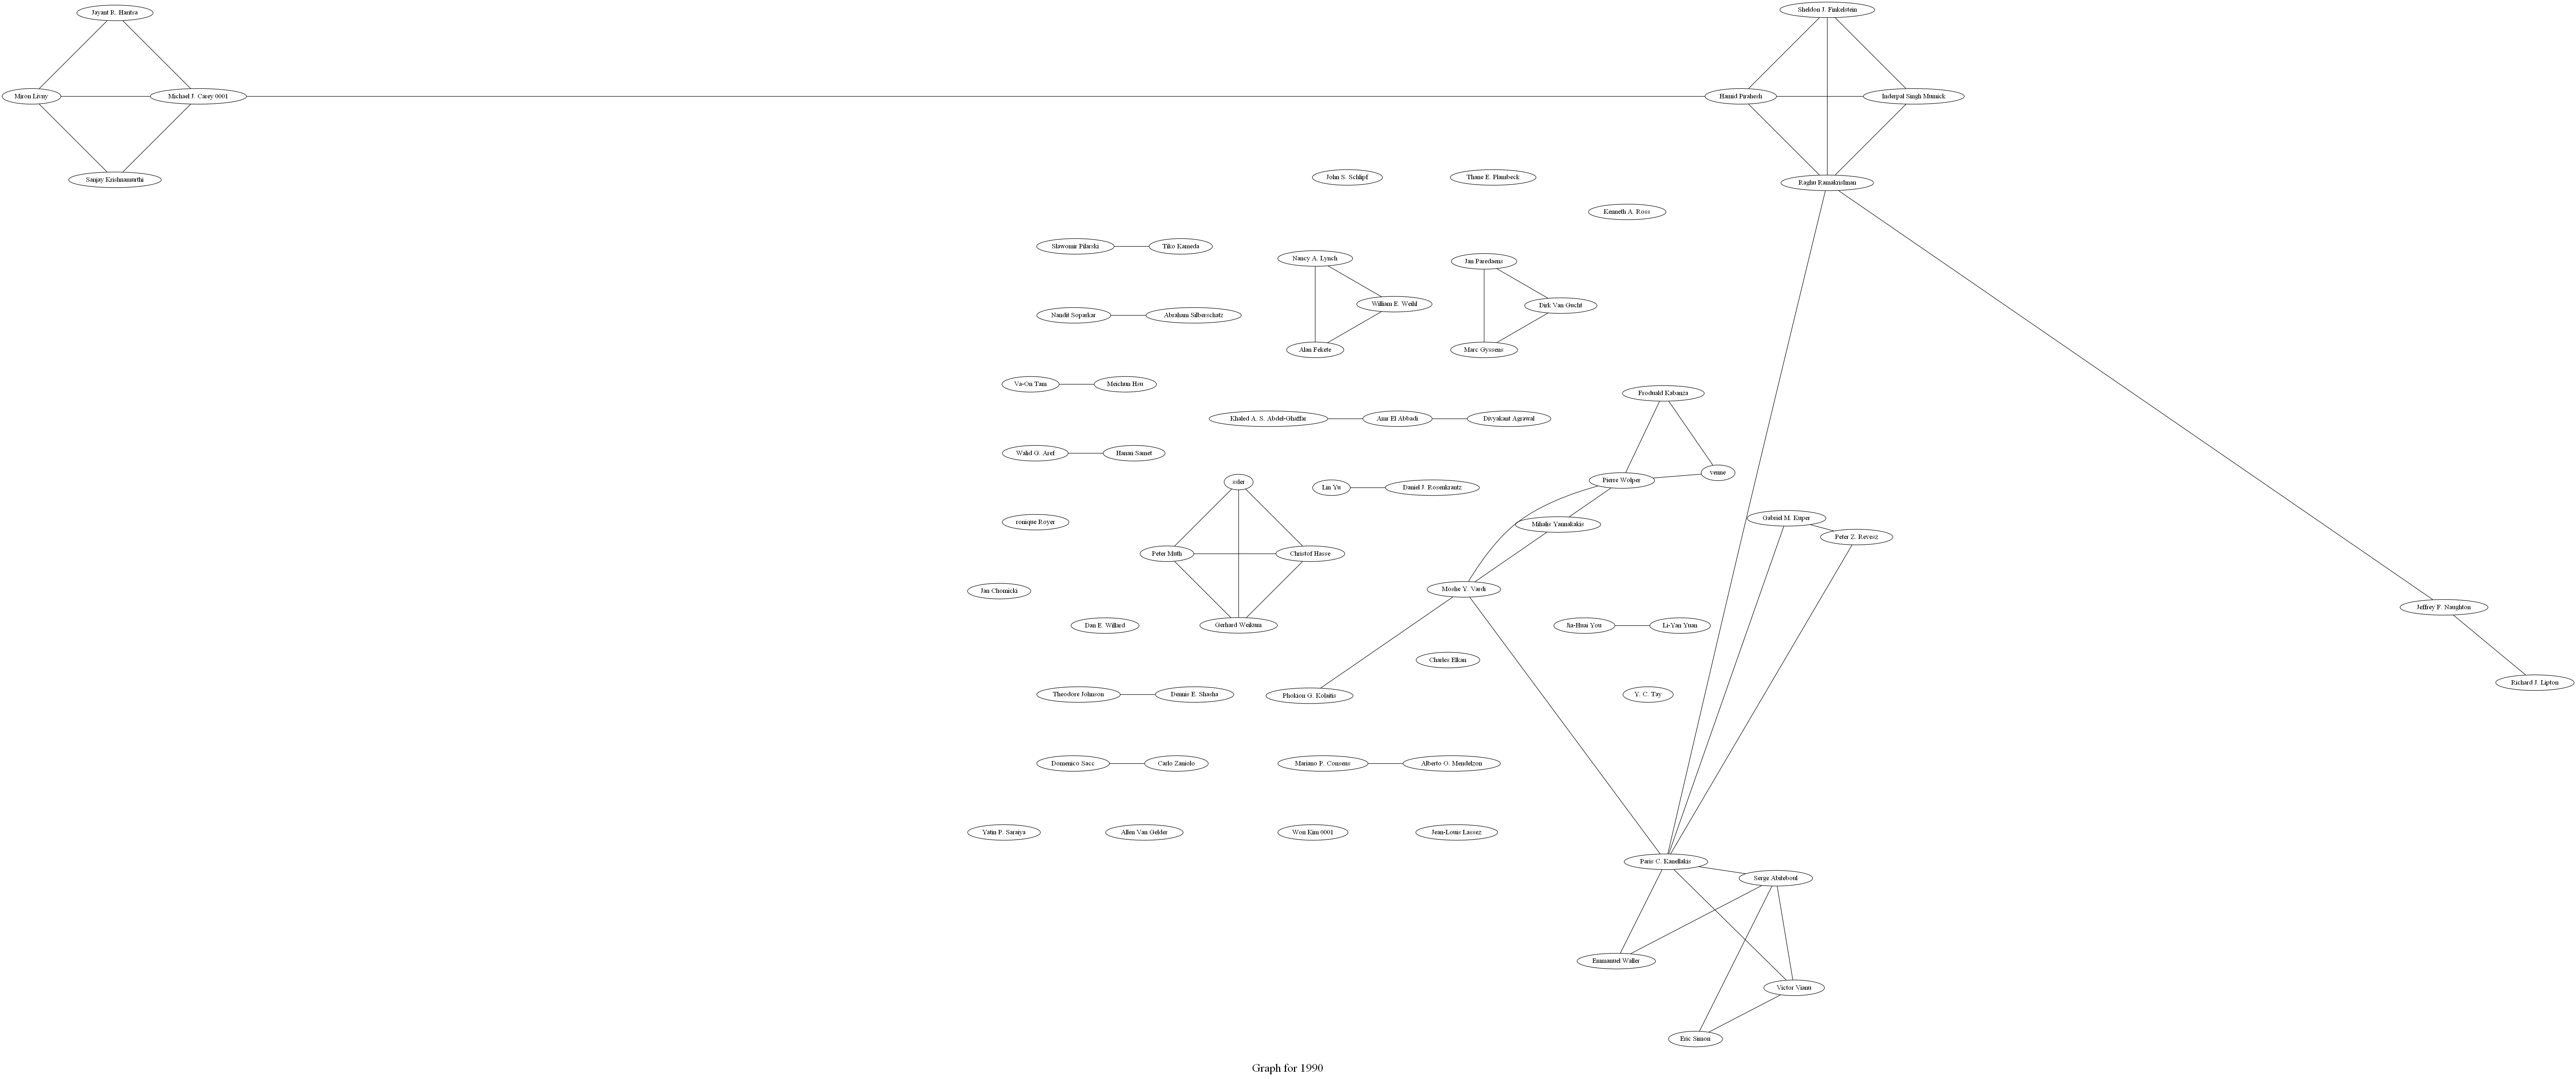 Sheldon J. Finkelstein
Jayant R. Haritsa
Miron Livny
Michael J. Carey 0001
Hamid Pirahesh
Inderpal Singh Mumick
Sanjay Krishnamurthi
John S. Schlipf
Thane E. Plambeck
Raghu Ramakrishnan
Kenneth A. Ross
Slawomir Pilarski
Tiko Kameda
Nancy A. Lynch
Jan Paredaens
William E. Weihl
Dirk Van Gucht
Nandit Soparkar
Abraham Silberschatz
Alan Fekete
Marc Gyssens
Va-On Tam
Meichun Hsu
Froduald Kabanza
Khaled A. S. Abdel-Ghaffar
Amr El Abbadi
Divyakant Agrawal
Walid G. Aref
Hanan Samet
venne
Pierre Wolper
ssler
Lin Yu
Daniel J. Rosenkrantz
ronique Royer
Mihalis Yannakakis
Gabriel M. Kuper
Peter Z. Revesz
Peter Muth
Christof Hasse
Jan Chomicki
Moshe Y. Vardi
Jeffrey F. Naughton
Dan E. Willard
Gerhard Weikum
Jia-Huai You
Li-Yan Yuan
Charles Elkan
Richard J. Lipton
Theodore Johnson
Dennis E. Shasha
Phokion G. Kolaitis
Y. C. Tay
Domenico Sacc
Carlo Zaniolo
Mariano P. Consens
Alberto O. Mendelzon
Yatin P. Saraiya
Allen Van Gelder
Won Kim 0001
Jean-Louis Lassez
Paris C. Kanellakis
Serge Abiteboul
Emmanuel Waller
Victor Vianu
Eric Simon
Graph for 1990